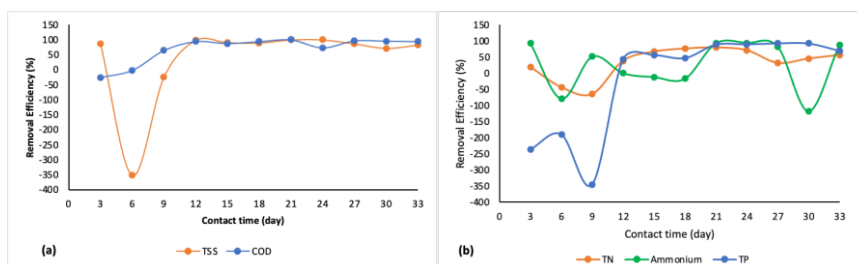 150
100
50
0
-50
-100
-150
-200
-250
-300
-350
-400
Removal Efficiency (%)
0 3 6 9 12 15 18 21 24 27 30 33
Contact time (day)
(a)
TSS COD
150
100
50
0
-50
-100
-150
-200
-250
-300
-350
-400
Removal Efficiency (%)
0 3 6 9 12 15 18 21 24 27 30 33
Contact time (day)
(b)
TN Ammonium TP